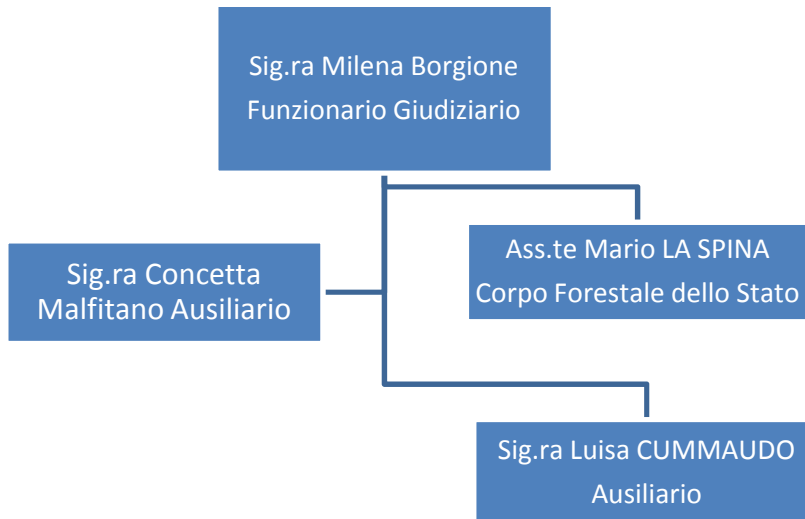 Sig.ra Milena Borgione
Funzionario Giudiziario
Ass.te Mario LA SPINA
Corpo Forestale dello Stato
Sig.ra Concetta
Malfitano Ausiliario
Sig.ra Luisa CUMMAUDO
Ausiliario